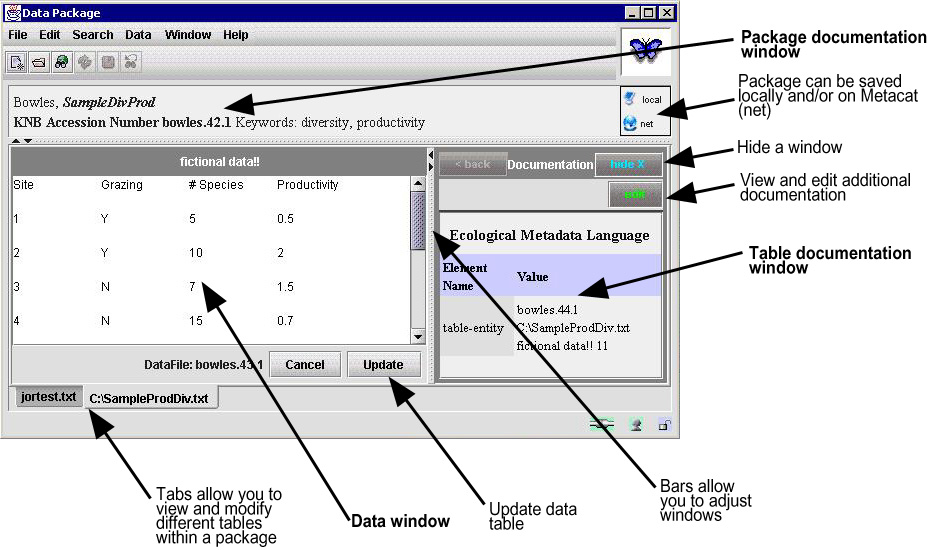 Data Package
File Edit Search Data Window Help
Package documentation
window
Bowles, SampleDivProd
KNB Accession Number bowles.42.1 Keywords: diversity, productivity
local
net
Package can be saved
locally and/or on Metacat
(net)
fictional data!!
Site Grazing # Species Productivity
1 Y 5 0.5
2 Y 10 2
3 N 7 1.5
4 N 15 0.7
DataFile: bowles.43.1 Cancel Update
< back Documentation hide X
edit
Hide a window
View and edit additional
documentation
Ecological Metadata Language
Element
Name
Value
table-entity
bowles.44.1
C:\SampleProdDiv.txt
fictional data!! 11
Table documentation
window
jortest.txt C:\SampleProdDiv.txt
Tabs allow you to
view and modify
different tables
within a package
Data window
Update data
table
Bars allow
you to adjust
windows